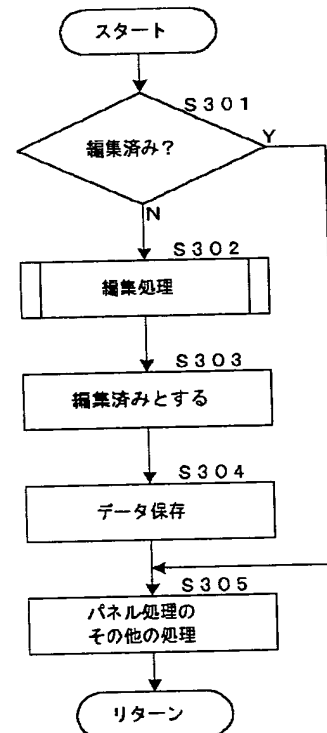 スタート
S301
編集済み?
Y
N
S302
編集処理
S303
編集済みとする
S304
データ保存
S305
パネル処理の
その他の処理
リターン